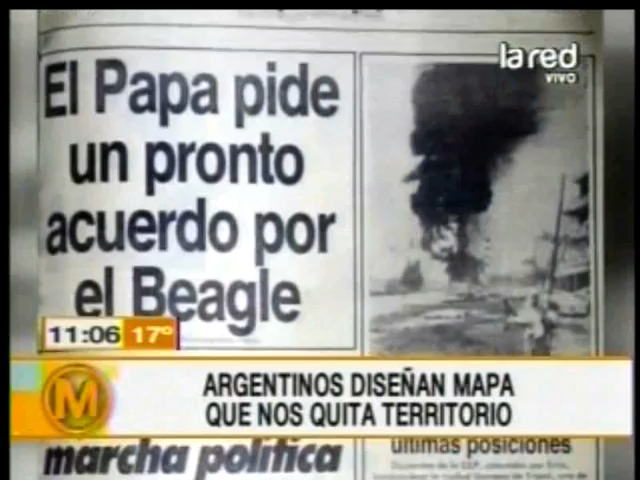 El Papa pide
un pronto
acuerdo por
el Beagle
la red
VIVO
11:06 17°
M
ARGENTINOS DISEÑAN MAPA
QUE NOS QUITA TERRITORIO
marcha política
últimas posiciones